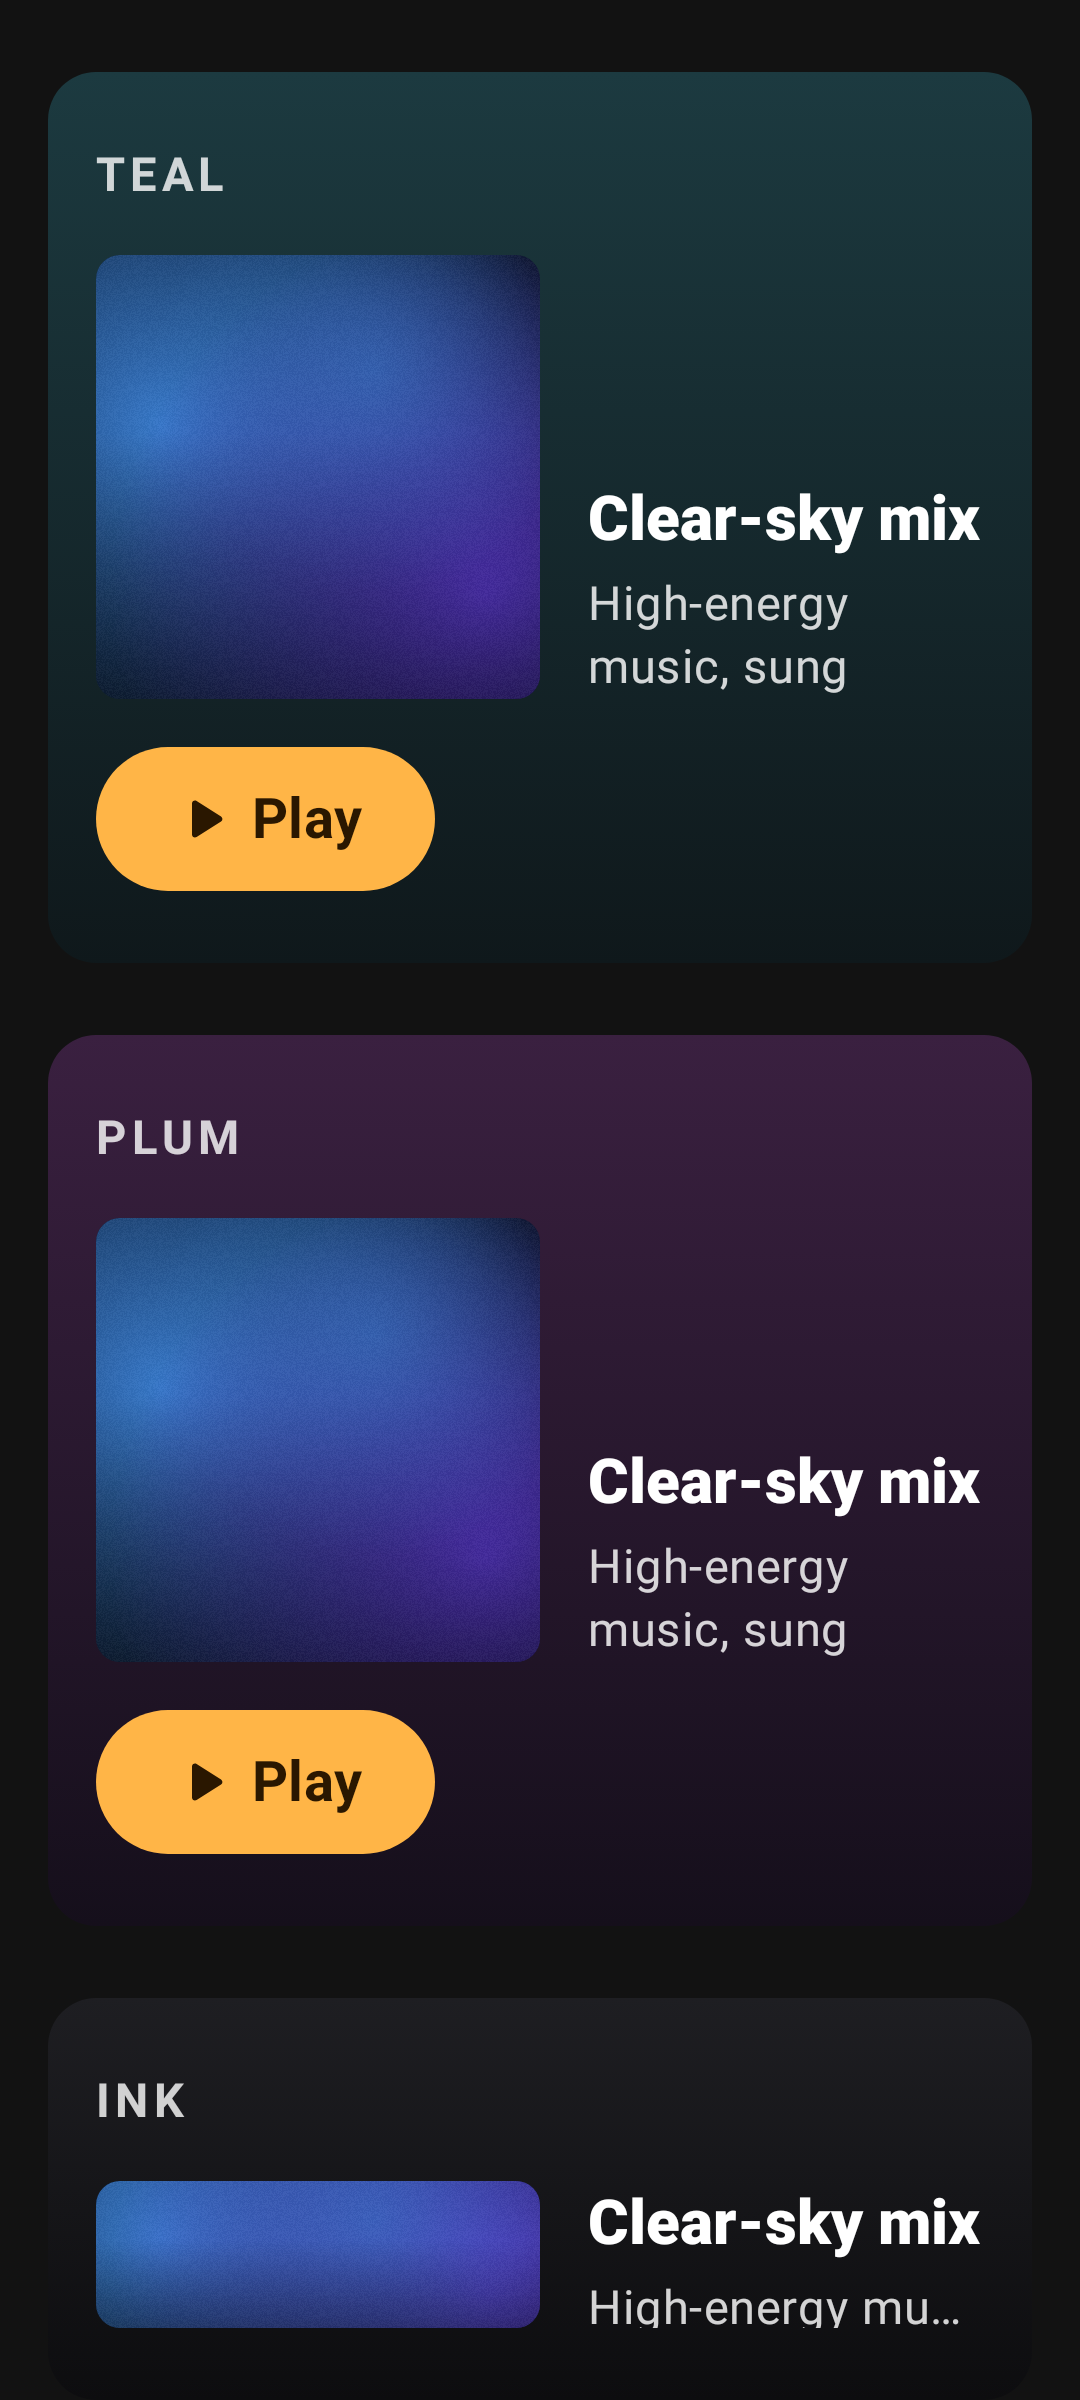 TEAL
Clear-sky mix
High-energy
music, sung
Play
PLUM
Clear-sky mix
High-energy
music, sung
Play
INK
Clear-sky mix
High-energy mu…